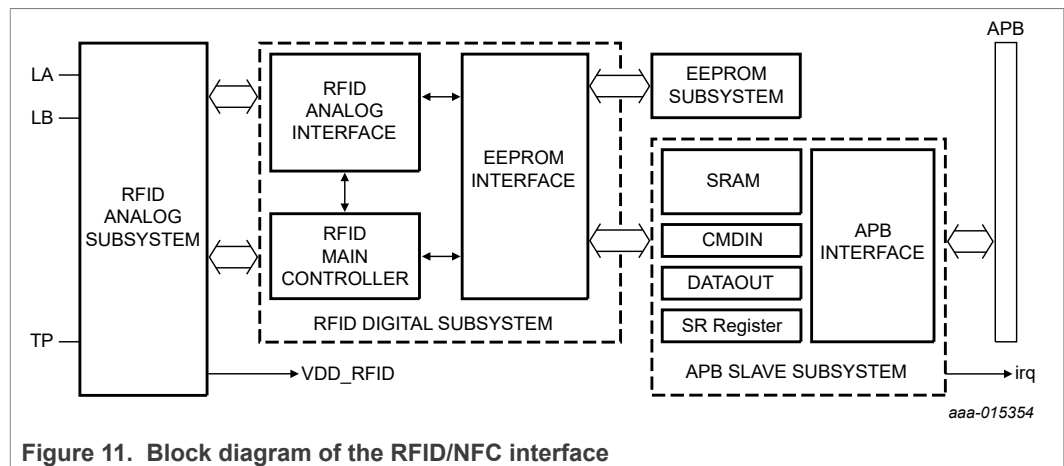 APB
LA
LB
TP
RFID
ANALOG
SUBSYSTEM
RFID
ANALOG
INTERFACE
RFID
MAIN
CONTROLLER
EEPROM
INTERFACE
RFID DIGITAL SUBSYSTEM
EEPROM
SUBSYSTEM
SRAM
CMDIN
DATAOUT
SR Register
APB
INTERFACE
APB SLAVE SUBSYSTEM
VDD_RFID
irq
aaa-015354
Figure 11. Block diagram of the RFID/NFC interface